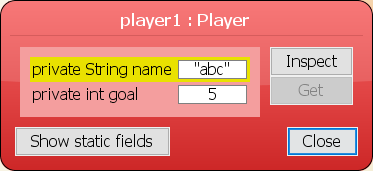 player1 : Player
private String name "abc"
Inspect
private int goal 5
Get
Show static fields
Close